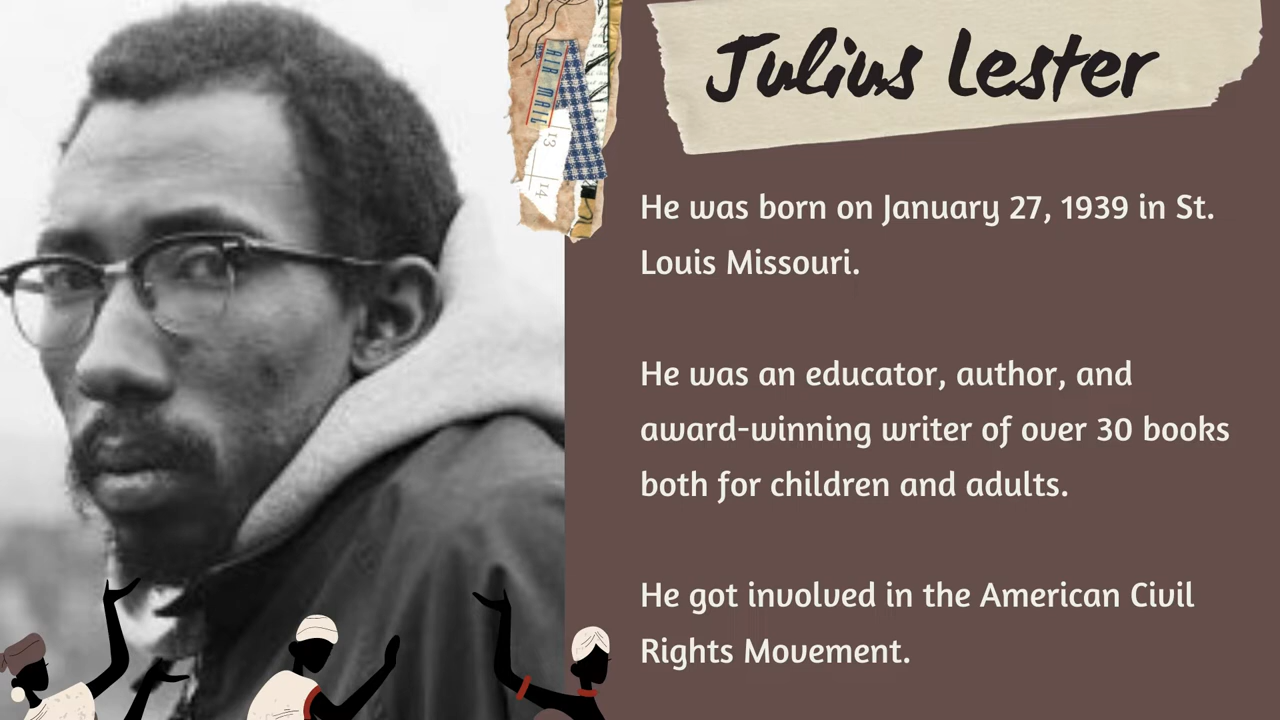 AIR MAIL
13
14
Julius Lester
He was born on January 27, 1939 in St.
Louis Missouri.
He was an educator, author, and
award-winning writer of over 30 books
both for children and adults.
He got involved in the American Civil
Rights Movement.